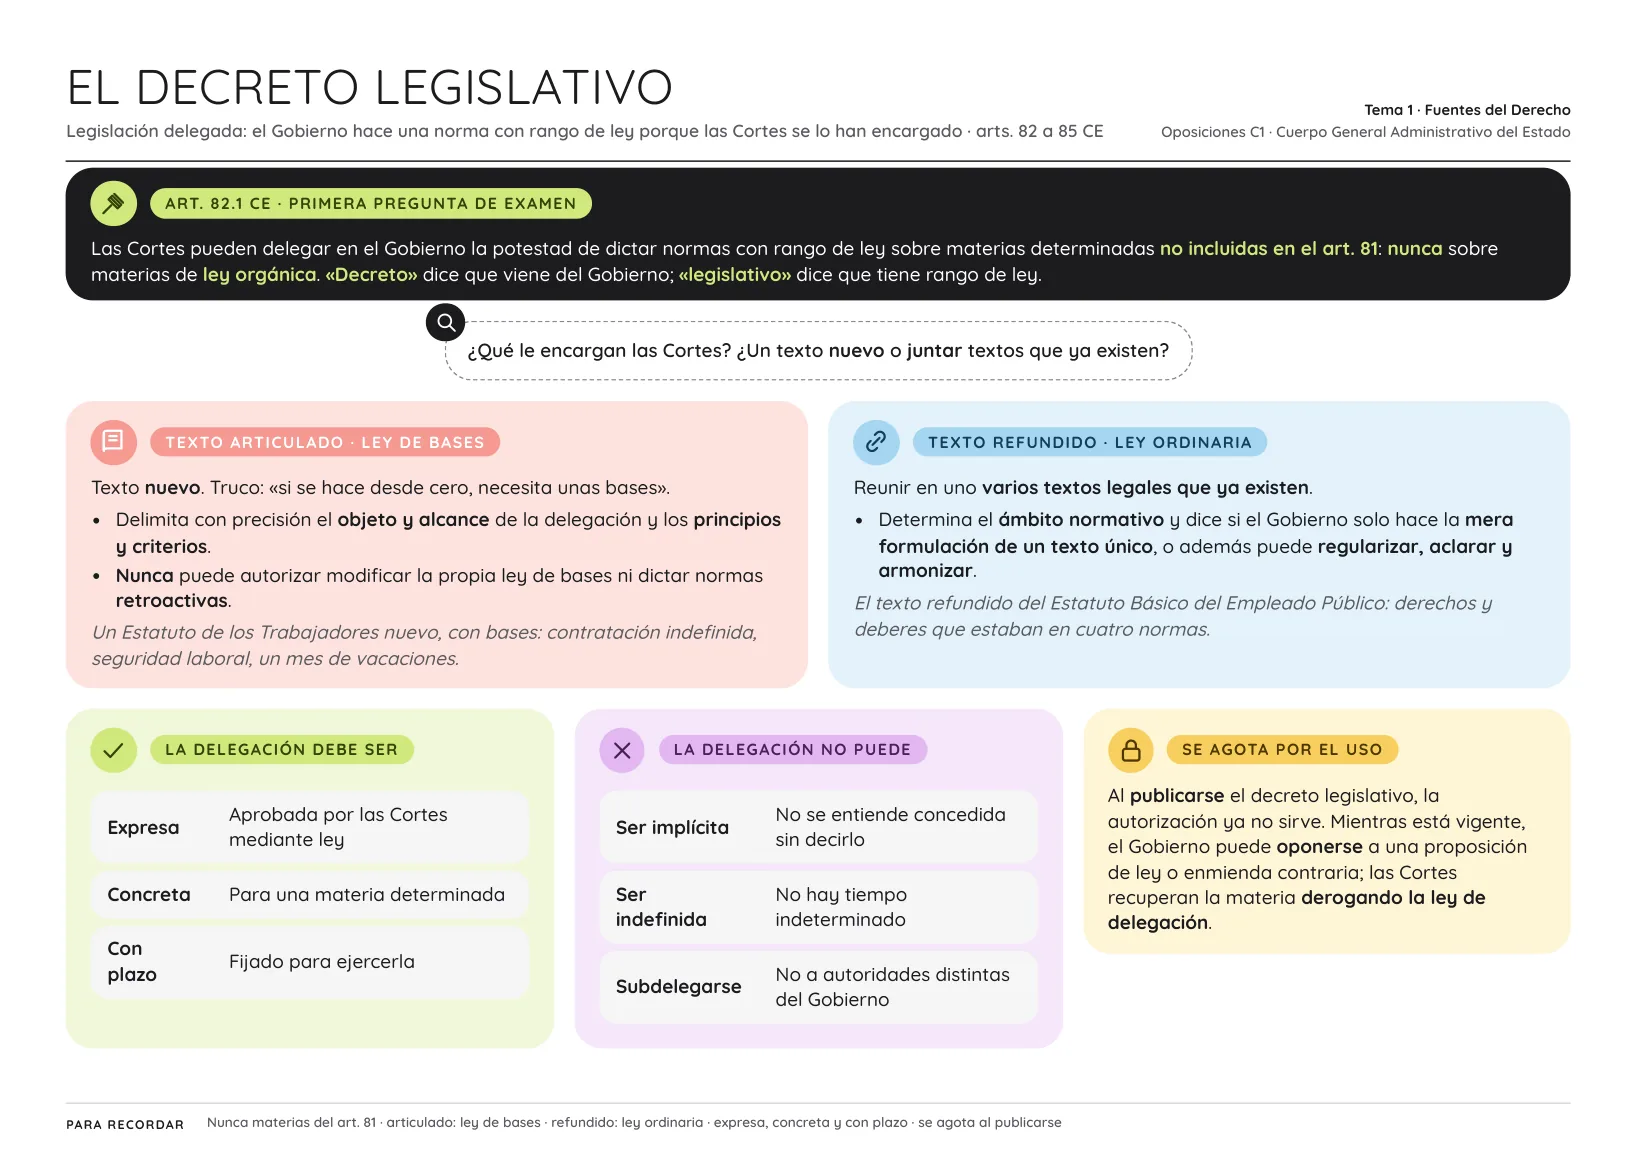 EL DECRETO LEGISLATIVO
Legislación delegada: el Gobierno hace una norma con rango de ley porque las Cortes se lo han encargado · arts. 82 a 85 CE
Tema 1 · Fuentes del Derecho
Oposiciones C1 · Cuerpo General Administrativo del Estado
ART. 82.1 CE · PRIMERA PREGUNTA DE EXAMEN
Las Cortes pueden delegar en el Gobierno la potestad de dictar normas con rango de ley sobre materias determinadas no incluidas en el art. 81: nunca sobre
materias de ley orgánica. «Decreto» dice que viene del Gobierno; «legislativo» dice que tiene rango de ley.
¿Qué le encargan las Cortes? ¿Un texto nuevo o juntar textos que ya existen?
TEXTO ARTICULADO · LEY DE BASES
Texto nuevo. Truco: «si se hace desde cero, necesita unas bases».
• Delimita con precisión el objeto y alcance de la delegación y los principios
y criterios.
• Nunca puede autorizar modificar la propia ley de bases ni dictar normas
retroactivas.
Un Estatuto de los Trabajadores nuevo, con bases: contratación indefinida,
seguridad laboral, un mes de vacaciones.
TEXTO REFUNDIDO · LEY ORDINARIA
Reunir en uno varios textos legales que ya existen.
• Determina el ámbito normativo y dice si el Gobierno solo hace la mera
formulación de un texto único, o además puede regularizar, aclarar y
armonizar.
El texto refundido del Estatuto Básico del Empleado Público: derechos y
deberes que estaban en cuatro normas.
LA DELEGACIÓN DEBE SER
Expresa
Aprobada por las Cortes
mediante ley
Concreta
Para una materia determinada
Con
plazo
Fijado para ejercerla
LA DELEGACIÓN NO PUEDE
Ser implícita
No se entiende concedida
sin decirlo
Ser
indefinida
No hay tiempo
indeterminado
Subdelegarse
No a autoridades distintas
del Gobierno
SE AGOTA POR EL USO
Al publicarse el decreto legislativo, la
autorización ya no sirve. Mientras está vigente,
el Gobierno puede oponerse a una proposición
de ley o enmienda contraria; las Cortes
recuperan la materia derogando la ley de
delegación.
PARA RECORDAR
Nunca materias del art. 81 · articulado: ley de bases · refundido: ley ordinaria · expresa, concreta y con plazo · se agota al publicarse